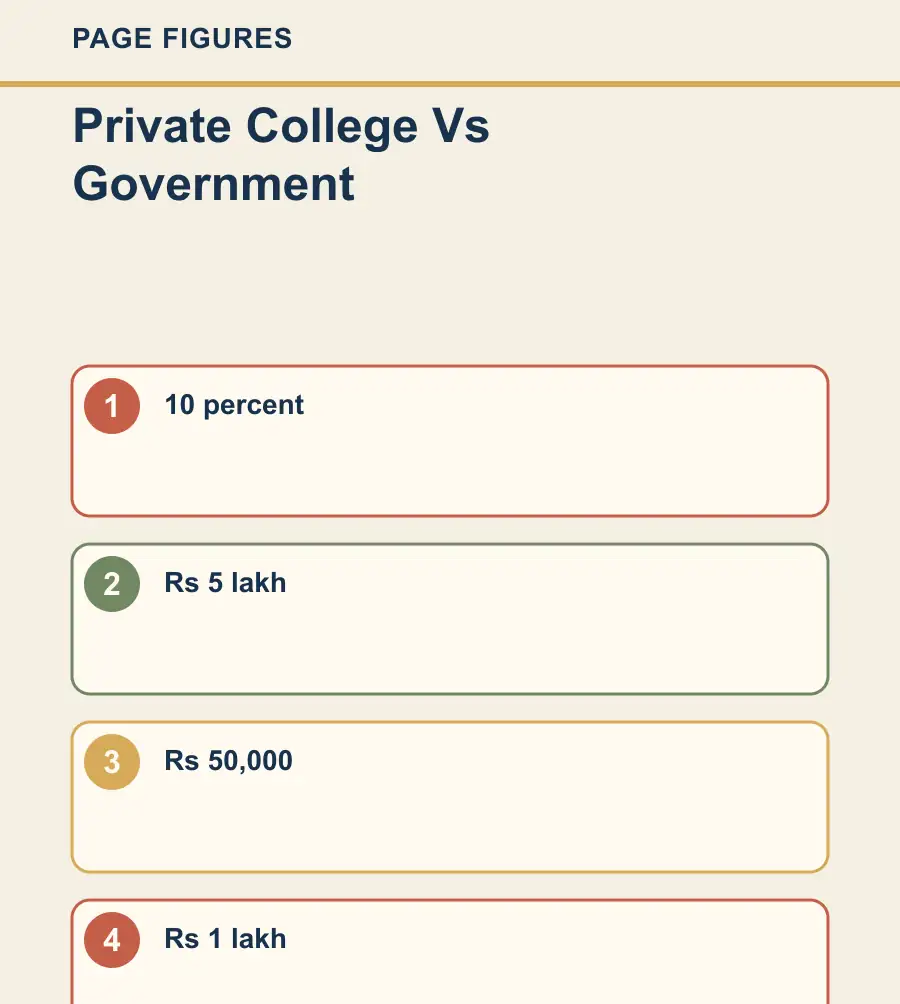 PAGE FIGURES
Private College Vs
Government
1
10 percent
2
Rs 5 lakh
3
Rs 50,000
4
Rs 1 lakh